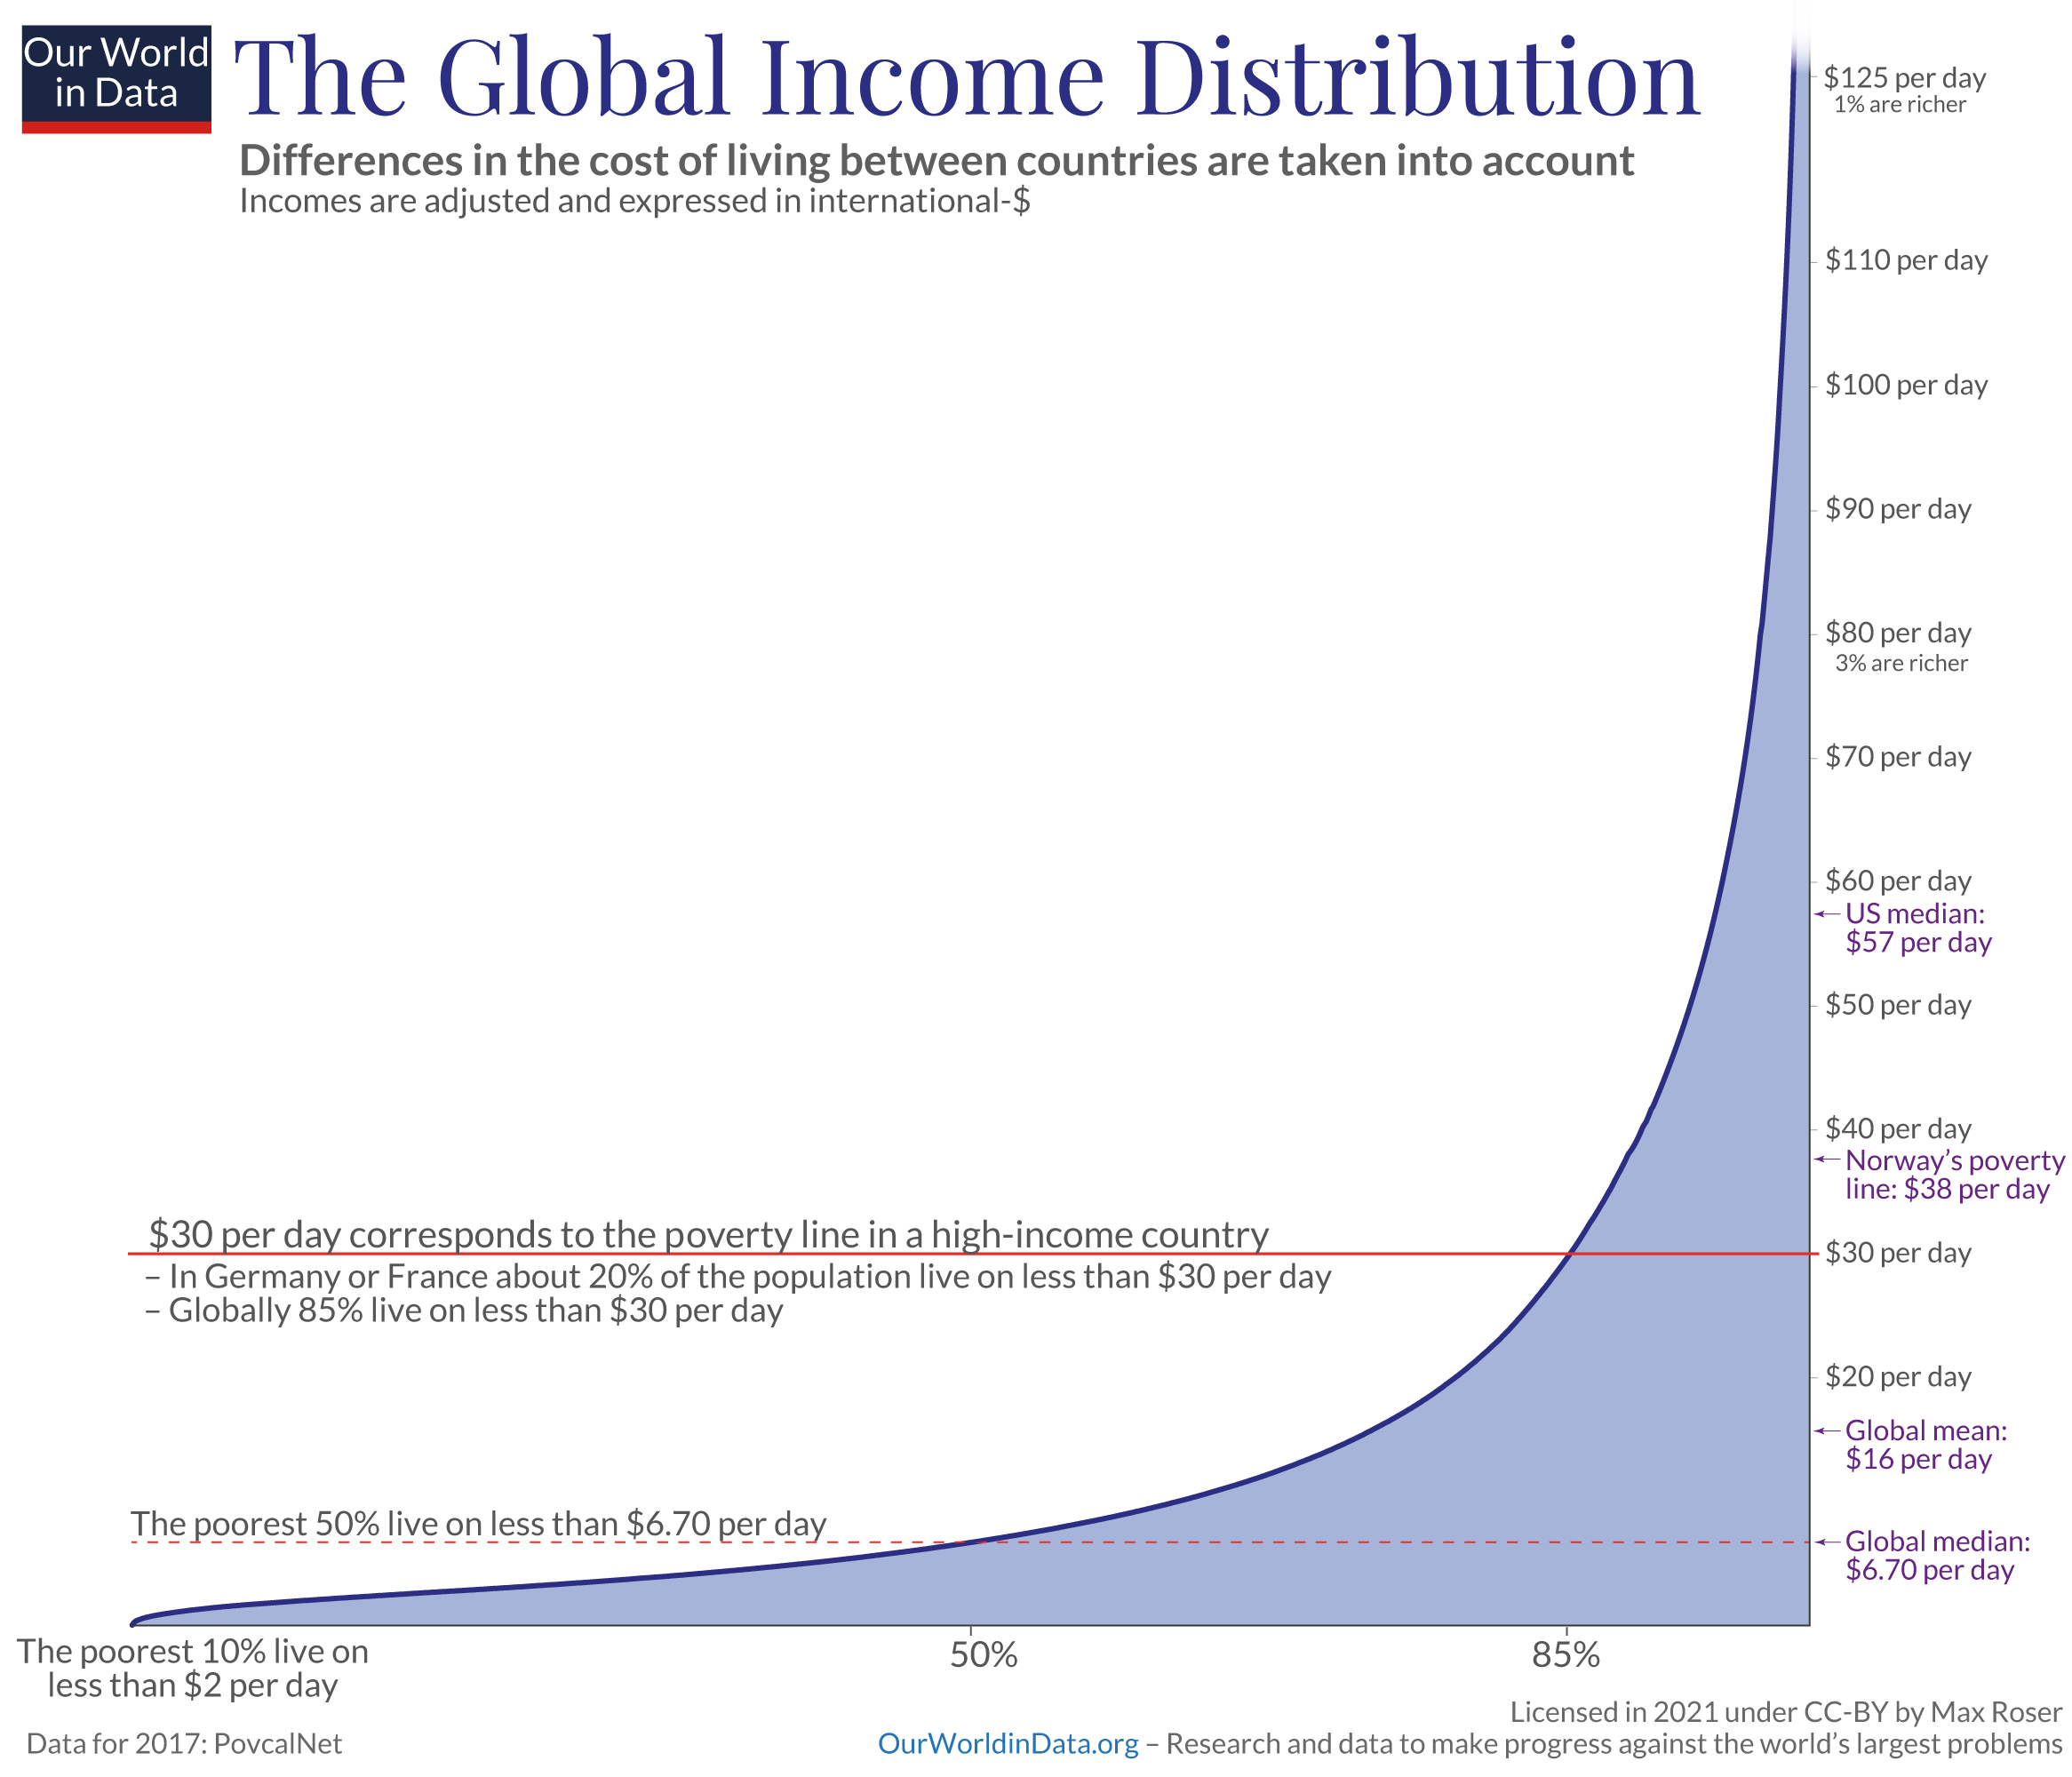 Our World
in Data
The Global Income Distribution
Differences in the cost of living between countries are taken into account
Incomes are adjusted and expressed in international-$
$125 per day
1% are richer
$110 per day
$100 per day
$90 per day
$80 per day
3% are richer
$70 per day
$60 per day
US median:
$57 per day
$50 per day
$40 per day
Norway's poverty
line: $38 per day
$30 per day corresponds to the poverty line in a high-income country
$30 per day
– In Germany or France about 20% of the population live on less than $30 per day
– Globally 85% live on less than $30 per day
$20 per day
Global mean:
$16 per day
The poorest 50% live on less than $6.70 per day
Global median:
$6.70 per day
The poorest 10% live on
less than $2 per day
50%
85%
Licensed in 2021 under CC-BY by Max Roser
Data for 2017: PovcalNet
OurWorldinData.org – Research and data to make progress against the world's largest problems